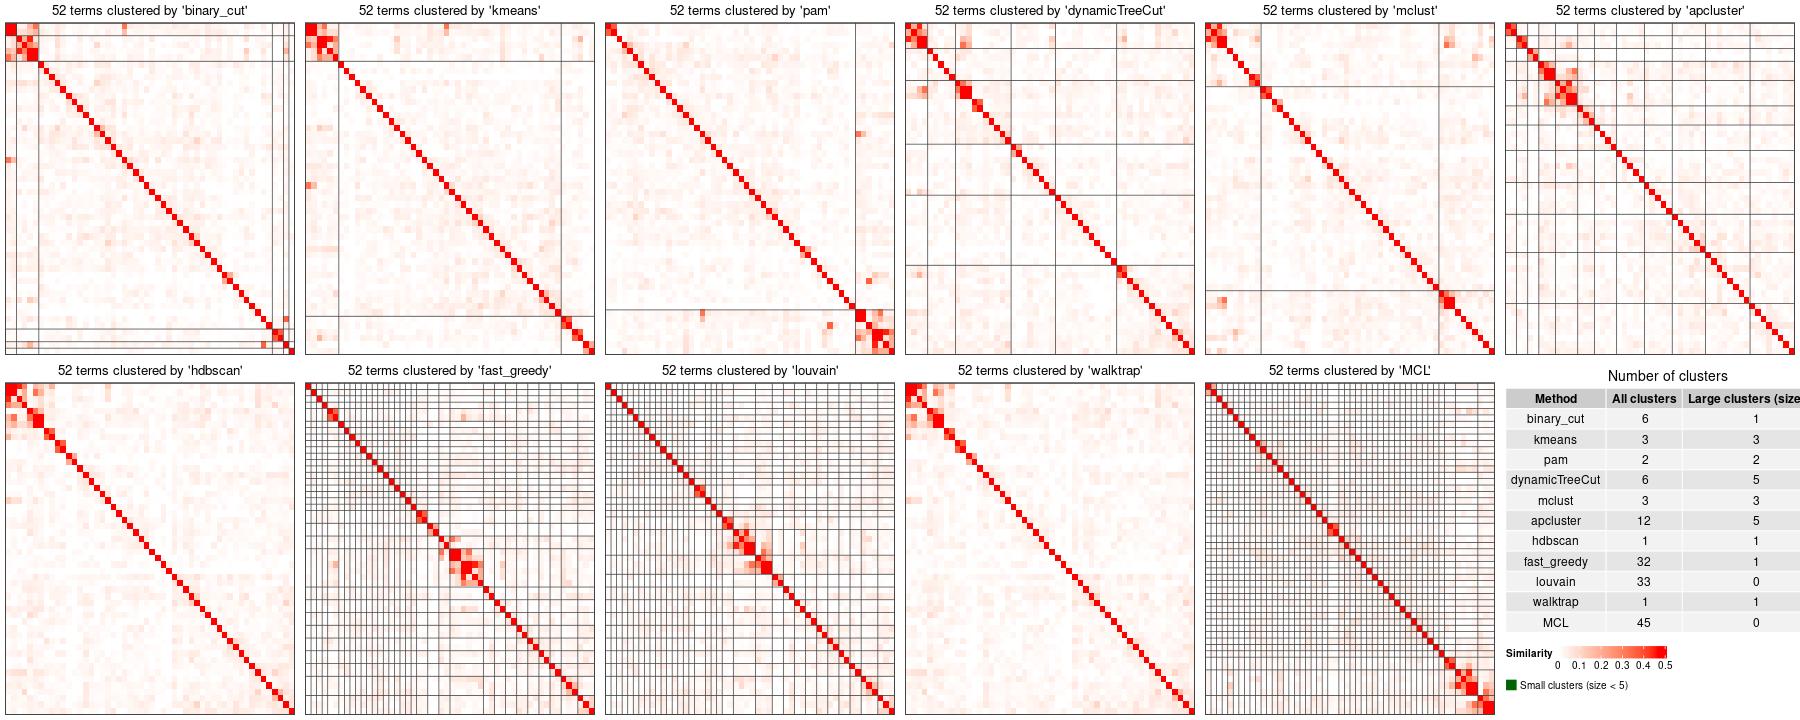 52 terms clustered by 'binary_cut'
52 terms clustered by 'kmeans'
52 terms clustered by 'pam'
52 terms clustered by 'dynamicTreeCut'
52 terms clustered by 'mclust'
52 terms clustered by 'apcluster'
52 terms clustered by 'hdbscan'
52 terms clustered by 'fast_greedy'
52 terms clustered by 'louvain'
52 terms clustered by 'walktrap'
52 terms clustered by 'MCL'
Number of clusters
Method All clusters Large clusters (size
binary_cut 6 1
kmeans 3 3
pam 2 2
dynamicTreeCut 6 5
mclust 3 3
apcluster 12 5
hdbscan 1 1
fast_greedy 32 1
louvain 33 0
walktrap 1 1
MCL 45 0
Similarity
0 0.1 0.2 0.3 0.4 0.5
Small clusters (size < 5)